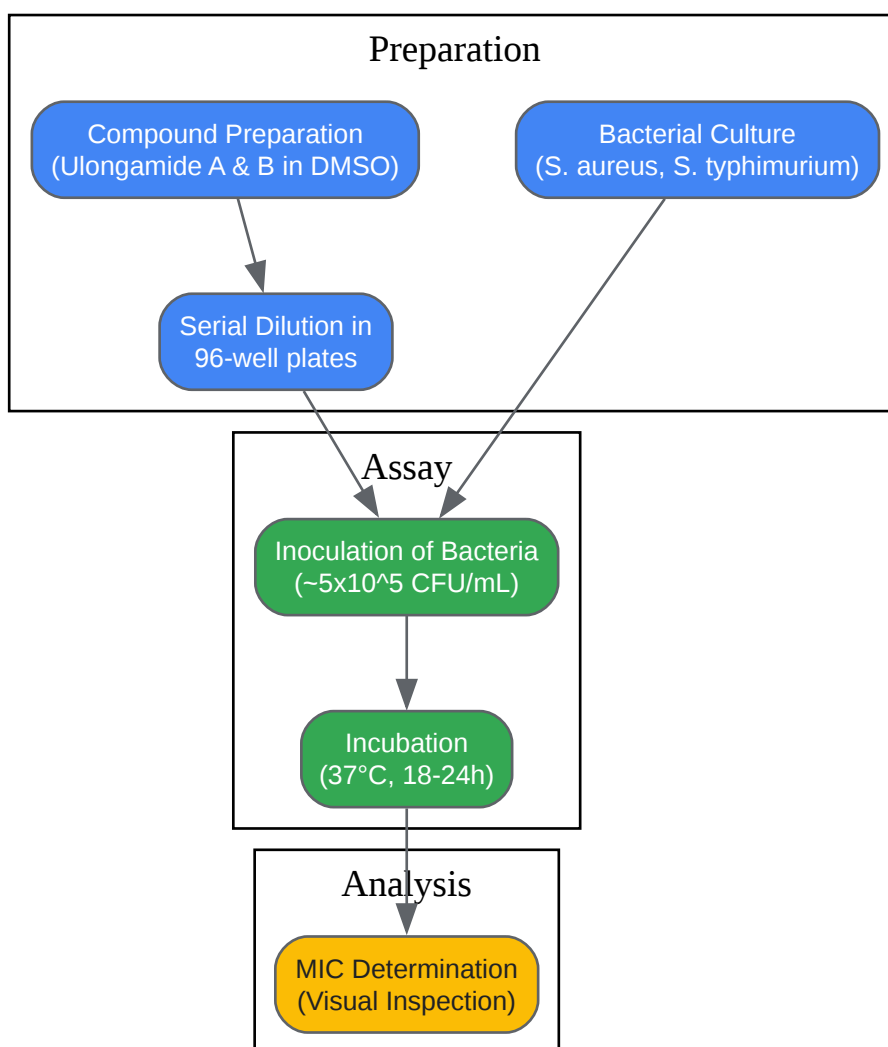 Preparation
Compound Preparation
(Ulongamide A & B in DMSO)
Bacterial Culture
(S. aureus, S. typhimurium)
Serial Dilution in
96-well plates
Assay
Inoculation of Bacteria
(~5x10^5 CFU/mL)
Incubation
(37°C, 18-24h)
Analysis
MIC Determination
(Visual Inspection)